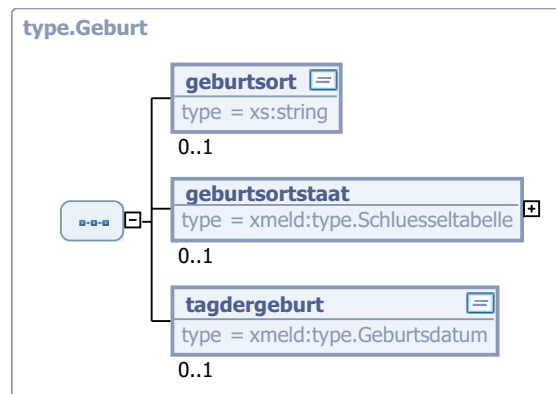 type.Geburt
geburtsort
type = xs:string
0..1
geburtsortstaat
type = xmeld:type.Schluesseltabelle
0..1
tagdergeburt
type = xmeld:type.Geburtsdatum
0..1